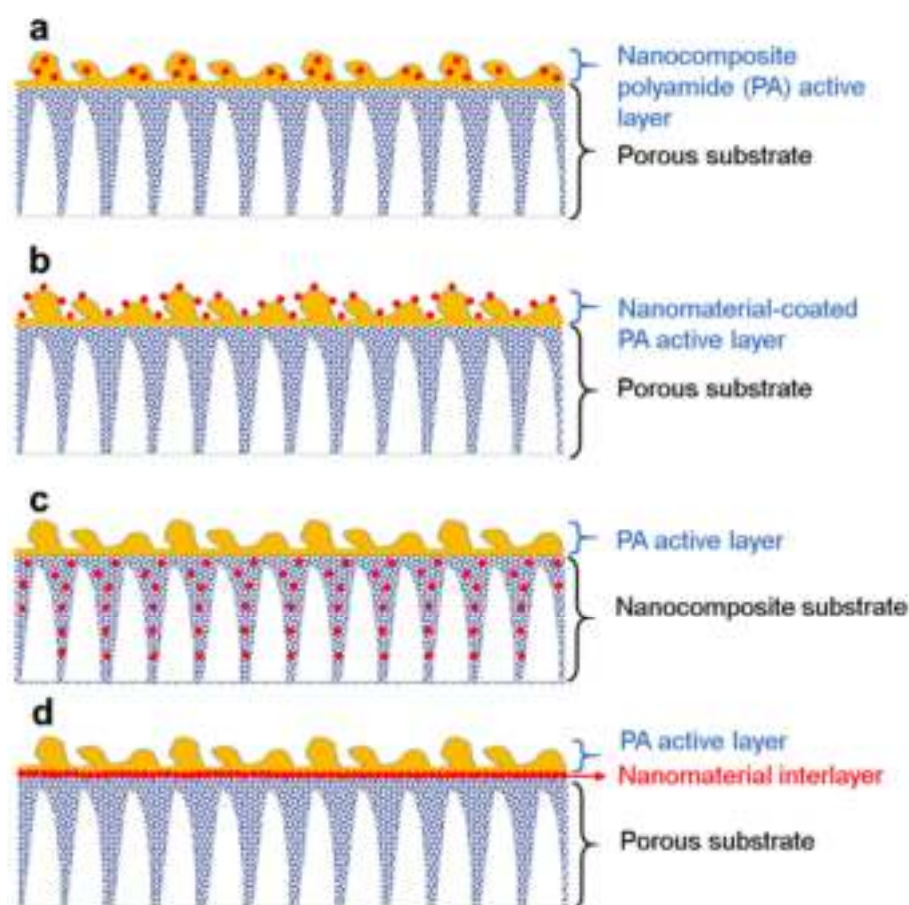 a
Nanocomposite
polyamide (PA) active
layer
Porous substrate
b
Nanomaterial-coated
PA active layer
Porous substrate
c
PA active layer
Nanocomposite substrate
d
PA active layer
Nanomaterial interlayer
Porous substrate